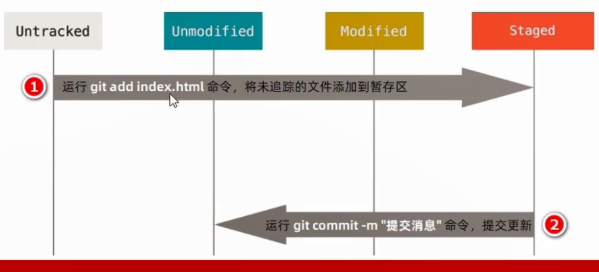 Untracked
Unmodified
Modified
Staged
1
运行 git add index.html 命令，将未追踪的文件添加到暂存区
运行 git commit -m "提交消息" 命令，提交更新
2